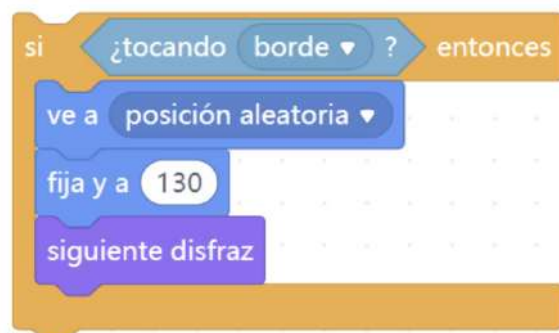 si ¿tocando borde ? entonces
ve a posición aleatoria
fija y a 130
siguiente disfraz